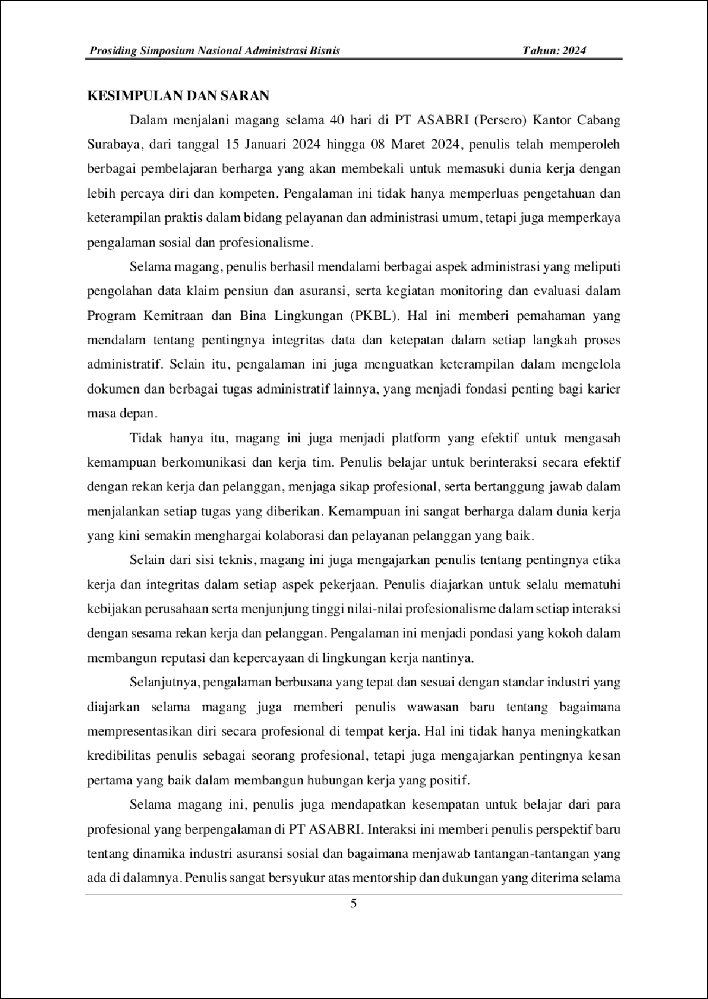 Prosiding Simposium Nasional Administrasi Bisnis Tahun: 2024
KESIMPULAN DAN SARAN
Dalam menjalani magang selama 40 hari di PT ASABRI (Persero) Kantor Cabang
Surabaya, dari tanggal 15 Januari 2024 hingga 08 Maret 2024, penulis telah memperoleh
berbagai pembelajaran berharga yang akan membekali untuk memasuki dunia kerja dengan
lebih percaya diri dan kompeten. Pengalaman ini tidak hanya memperluas pengetahuan dan
keterampilan praktis dalam bidang pelayanan dan administrasi umum, tetapi juga memperkaya
pengalaman sosial dan profesionalisme.
Selama magang, penulis berhasil mendalami berbagai aspek administrasi yang meliputi
pengolahan data klaim pensiun dan asuransi, serta kegiatan monitoring dan evaluasi dalam
Program Kemitraan dan Bina Lingkungan (PKBL). Hal ini memberi pemahaman yang
mendalam tentang pentingnya integritas data dan ketepatan dalam setiap langkah proses
administratif. Selain itu, pengalaman ini juga menguatkan keterampilan dalam mengelola
dokumen dan berbagai tugas administratif lainnya, yang menjadi fondasi penting bagi karier
masa depan.
Tidak hanya itu, magang ini juga menjadi platform yang efektif untuk mengasah
kemampuan berkomunikasi dan kerja tim. Penulis belajar untuk berinteraksi secara efektif
dengan rekan kerja dan pelanggan, menjaga sikap profesional, serta bertanggung jawab dalam
menjalankan setiap tugas yang diberikan. Kemampuan ini sangat berharga dalam dunia kerja
yang kini semakin menghargai kolaborasi dan pelayanan pelanggan yang baik.
Selain dari sisi teknis, magang ini juga mengajarkan penulis tentang pentingnya etika
kerja dan integritas dalam setiap aspek pekerjaan. Penulis diajarkan untuk selalu mematuhi
kebijakan perusahaan serta menjunjung tinggi nilai-nilai profesionalisme dalam setiap interaksi
dengan sesama rekan kerja dan pelanggan. Pengalaman ini menjadi pondasi yang kokoh dalam
membangun reputasi dan kepercayaan di lingkungan kerja nantinya.
Selanjutnya, pengalaman berbusana yang tepat dan sesuai dengan standar industri yang
diajarkan selama magang juga memberi penulis wawasan baru tentang bagaimana
mempresentasikan diri secara profesional di tempat kerja. Hal ini tidak hanya meningkatkan
kredibilitas penulis sebagai seorang profesional, tetapi juga mengajarkan pentingnya kesan
pertama yang baik dalam membangun hubungan kerja yang positif.
Selama magang ini, penulis juga mendapatkan kesempatan untuk belajar dari para
profesional yang berpengalaman di PT ASABRI. Interaksi ini memberi penulis perspektif baru
tentang dinamika industri asuransi sosial dan bagaimana menjawab tantangan-tantangan yang
ada di dalamnya. Penulis sangat bersyukur atas mentorship dan dukungan yang diterima selama
5